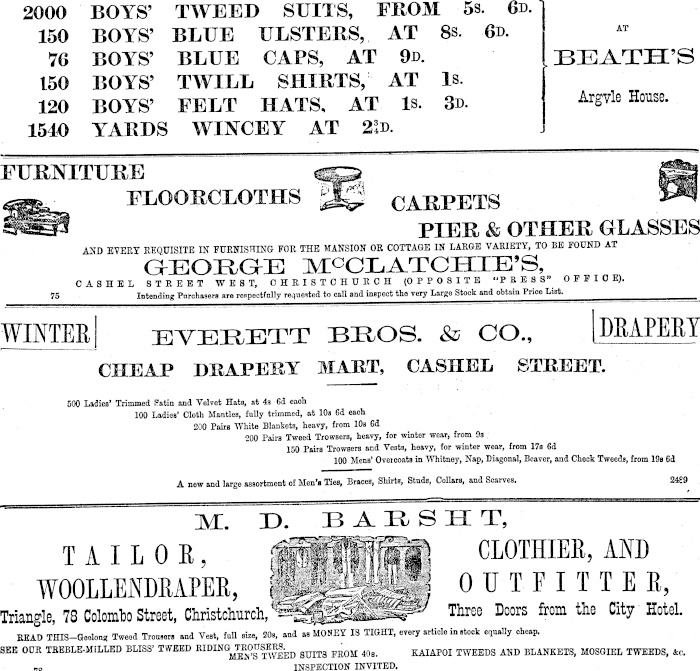 2000 BOYS' TWEED SUITS, FROM 5s. 6D.
150 BOYS' BLUE ULSTERS, AT 8s. 6D.
76 BOYS' BLUE CAPS, AT 9D.
150 BOYS' TWILL SHIRTS, AT 1s.
120 BOYS' FELT HATS, AT 1s. 3D.
1540 YARDS WINCEY AT 2¾D.
AT
BEATH'S
Argyle House.
FURNITURE
FLOORCLOTHS
CARPETS
PIER & OTHER GLASSES
AND EVERY REQUISITE IN FURNISHING FOR THE MANSION OR COTTAGE IN LARGE VARIETY, TO BE FOUND AT
GEORGE McCLATCHIE'S,
CASHEL STREET WEST, CHRISTCHURCH (OPPOSITE "PRESS" OFFICE).
75 Intending Purchasers are respectfully requested to call and inspect the very Large Stock and obtain Price List.
WINTER
EVERETT BROS. & CO.,
DRAPERY
CHEAP DRAPERY MART, CASHEL STREET.
500 Ladies' Trimmed Satin and Velvet Hats, at 4s 6d each
100 Ladies' Cloth Mantles, fully trimmed, at 10s 6d each
200 Pairs White Blankets, heavy, from 10s 6d
200 Pairs Tweed Trowsers, heavy, for winter wear, from 9s
150 Pairs Trowsers and Vests, heavy, for winter wear, from 17s 6d
100 Mens' Overcoats in Whitney, Nap, Diagonal, Beaver, and Check Tweeds, from 19s 6d
A new and large assortment of Men's Ties, Braces, Shirts, Studs, Collars, and Scarves. 2489
M. D. BARSHT,
TAILOR,
WOOLLENDRAPER,
Triangle, 78 Colombo Street, Christchurch,
CLOTHIER, AND
OUTFITTER,
Three Doors from the City Hotel.
READ THIS—Geelong Tweed Trousers and Vest, full size, 20s, and as MONEY IS TIGHT, every article in stock equally cheap.
SEE OUR TREBLE-MILLED BLISS' TWEED RIDING TROUSERS.
MEN'S TWEED SUITS FROM 40s.
KAIAPOI TWEEDS AND BLANKETS, MOSGIEL TWEEDS, &c.
INSPECTION INVITED.